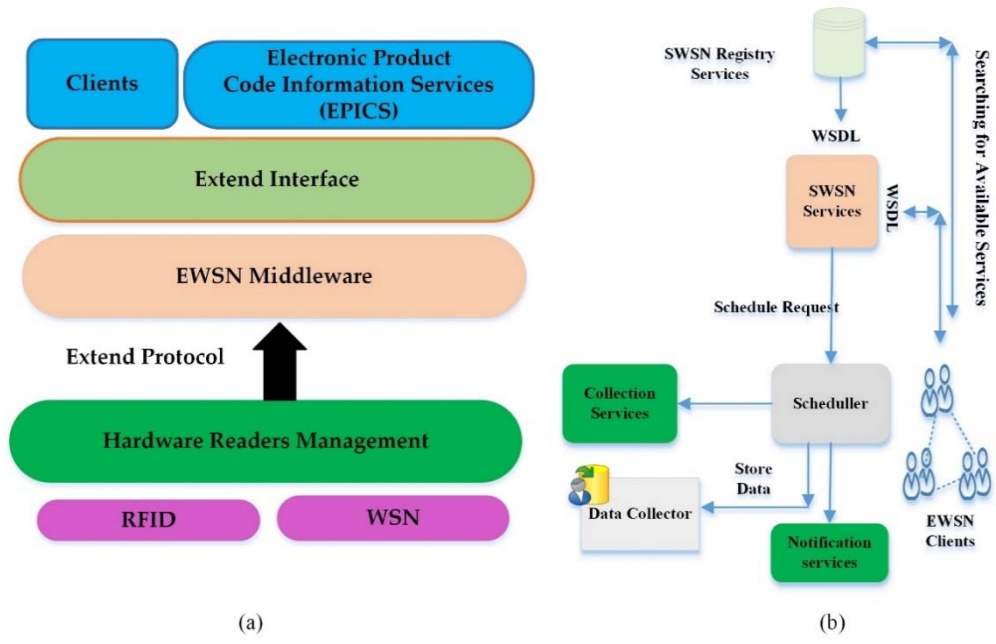 Clients
Electronic Product
Code Information Services
(EPICS)
Extend Interface
EWSN Middleware
Extend Protocol
Hardware Readers Management
RFID
WSN
(a)
SWSN Registry
Services
WSDL
SWSN
Services
WSDL
Searching for Available Services
Schedule Request
Collection
Services
Scheduller
Store
Data
Data Collector
Notification
services
EWSN
Clients
(b)